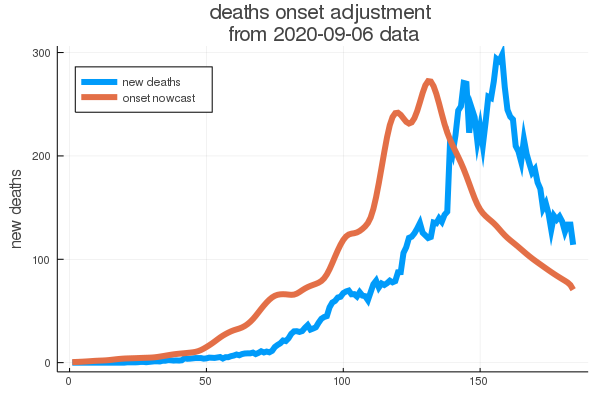 deaths onset adjustment
from 2020-09-06 data
new deaths
onset nowcast
new deaths
300
200
100
0
0
50
100
150